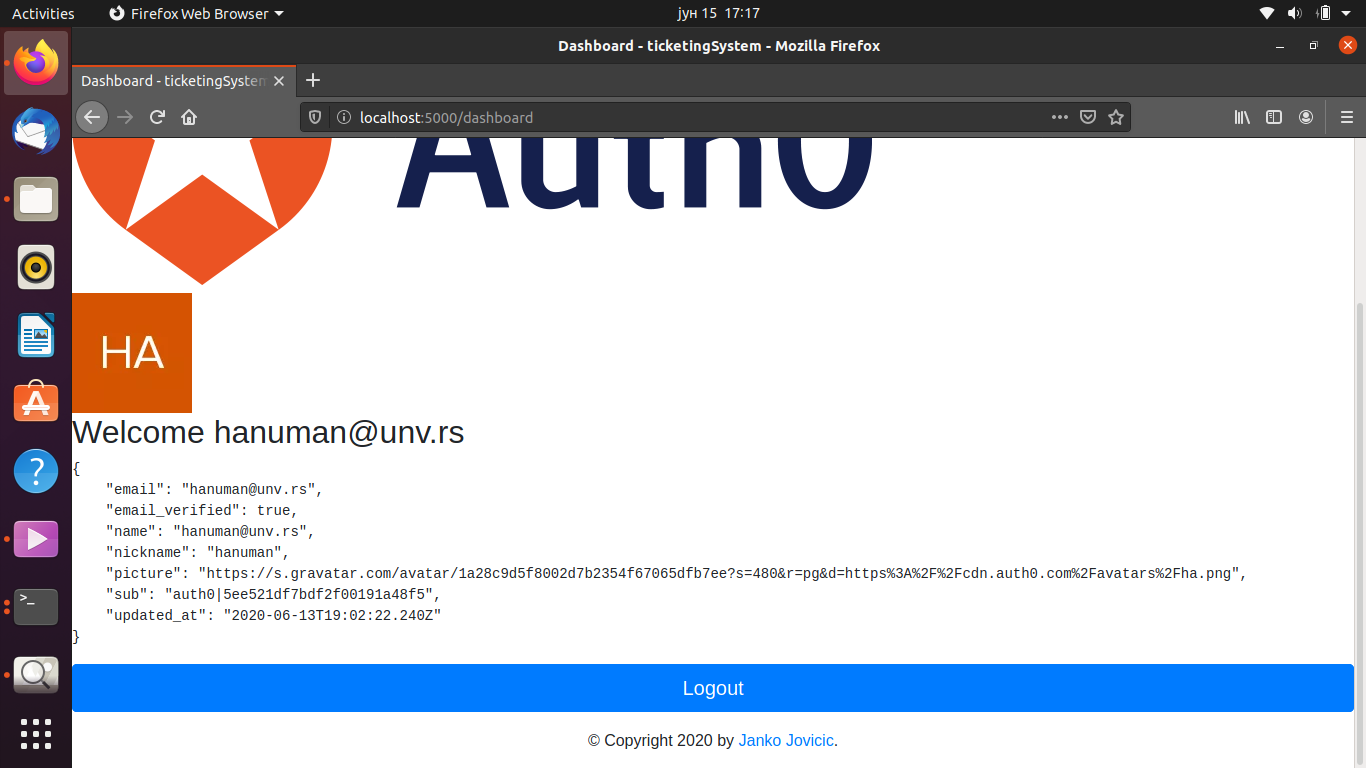 Activities Firefox Web Browser јун 15 17:17
Dashboard - ticketingSystem - Mozilla Firefox
Dashboard - ticketingSystem
localhost:5000/dashboard
Auth0
HA
Welcome hanuman@unv.rs
{
"email": "hanuman@unv.rs",
"email_verified": true,
"name": "hanuman@unv.rs",
"nickname": "hanuman",
"picture": "https://s.gravatar.com/avatar/1a28c9d5f8002d7b2354f67065dfb7ee?s=480&r=pg&d=https%3A%2F%2Fcdn.auth0.com%2Favatars%2Fha.png",
"sub": "auth0|5ee521df7bdf2f00191a48f5",
"updated_at": "2020-06-13T19:02:22.240Z"
}
Logout
© Copyright 2020 by Janko Jovicic.